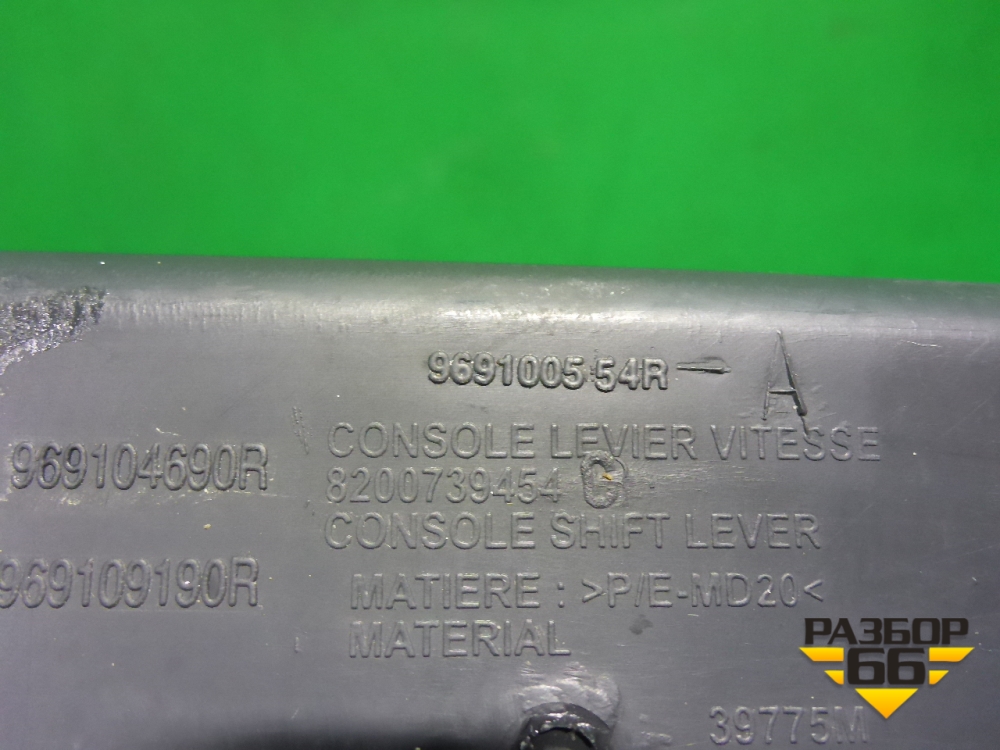 969100554R A
CONSOLE LEVIER VITESSE
969104690R
8200739454 C
CONSOLE SHIFT LEVER
969109190R
MATIERE : >P/E-MD20<
MATERIAL
39775M
РАЗБОР
66